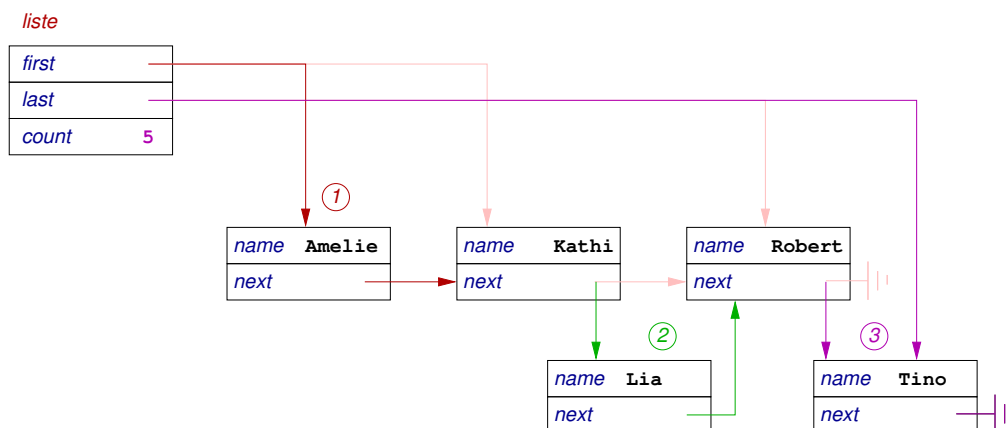 liste
first
last
count 5
1
name Amelie
name Kathi
name Robert
next
next
next
2
3
name Lia
name Tino
next
next